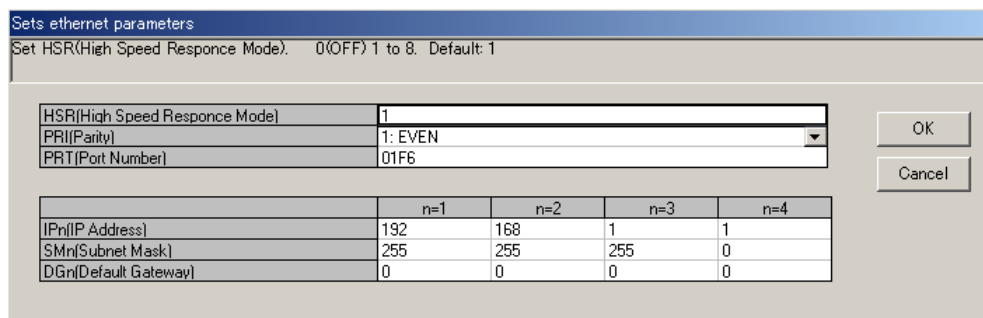 Sets ethernet parameters
Set HSR(High Speed Responce Mode).    0(OFF) 1 to 8.  Default: 1
HSR(High Speed Responce Mode) 1
PRI(Parity) 1: EVEN
PRT(Port Number) 01F6
OK
Cancel
n=1 n=2 n=3 n=4
IPn(IP Address) 192 168 1 1
SMn(Subnet Mask) 255 255 255 0
DGn(Default Gateway) 0 0 0 0